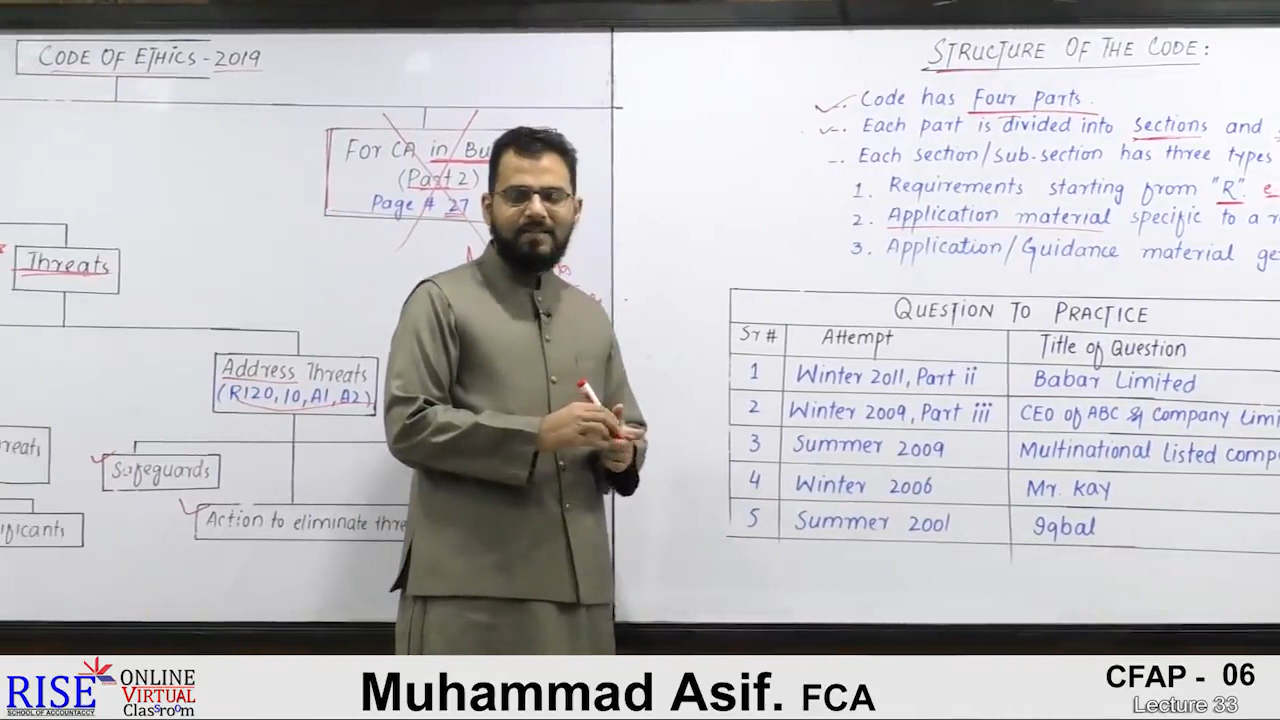 CODE OF ETHICS - 2019
For CA in Bu
(Part 2)
Page # 27
Threats
Address Threats
(R120, 10, A1, A2)
reats
Safeguards
ificants
Action to eliminate thre
STRUCTURE OF THE CODE:
Code has Four parts.
Each part is divided into Sections and
Each section/sub-section has three types
1. Requirements starting from "R". e
2. Application material specific to a r
3. Application/Guidance material ge
QUESTION TO PRACTICE
Sr # Attempt Title of Question
1 Winter 2011, Part ii Babar Limited
2 Winter 2009, Part iii CEO of ABC & Company Limi
3 Summer 2009 Multinational listed comp
4 Winter 2006 Mr. Kay
5 Summer 2001 Iqbal
RISE
SCHOOL OF ACCOUNTANCY
ONLINE
VIRTUAL
Classroom
Muhammad Asif. FCA
CFAP - 06
Lecture 33